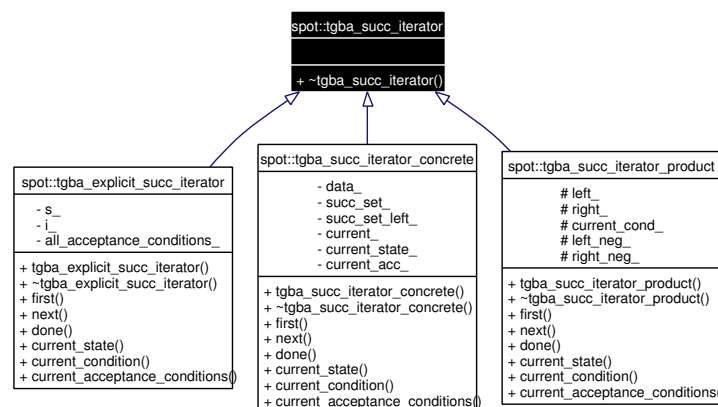 spot::tgba_succ_iterator
+ ~tgba_succ_iterator()
spot::tgba_explicit_succ_iterator
- s_
- i_
- all_acceptance_conditions_
+ tgba_explicit_succ_iterator()
+ ~tgba_explicit_succ_iterator()
+ first()
+ next()
+ done()
+ current_state()
+ current_condition()
+ current_acceptance_conditions()
spot::tgba_succ_iterator_concrete
- data_
- succ_set_
- succ_set_left_
- current_
- current_state_
- current_acc_
+ tgba_succ_iterator_concrete()
+ ~tgba_succ_iterator_concrete()
+ first()
+ next()
+ done()
+ current_state()
+ current_condition()
+ current_acceptance_conditions()
spot::tgba_succ_iterator_product
# left_
# right_
# current_cond_
# left_neg_
# right_neg_
+ tgba_succ_iterator_product()
+ ~tgba_succ_iterator_product()
+ first()
+ next()
+ done()
+ current_state()
+ current_condition()
+ current_acceptance_conditions(